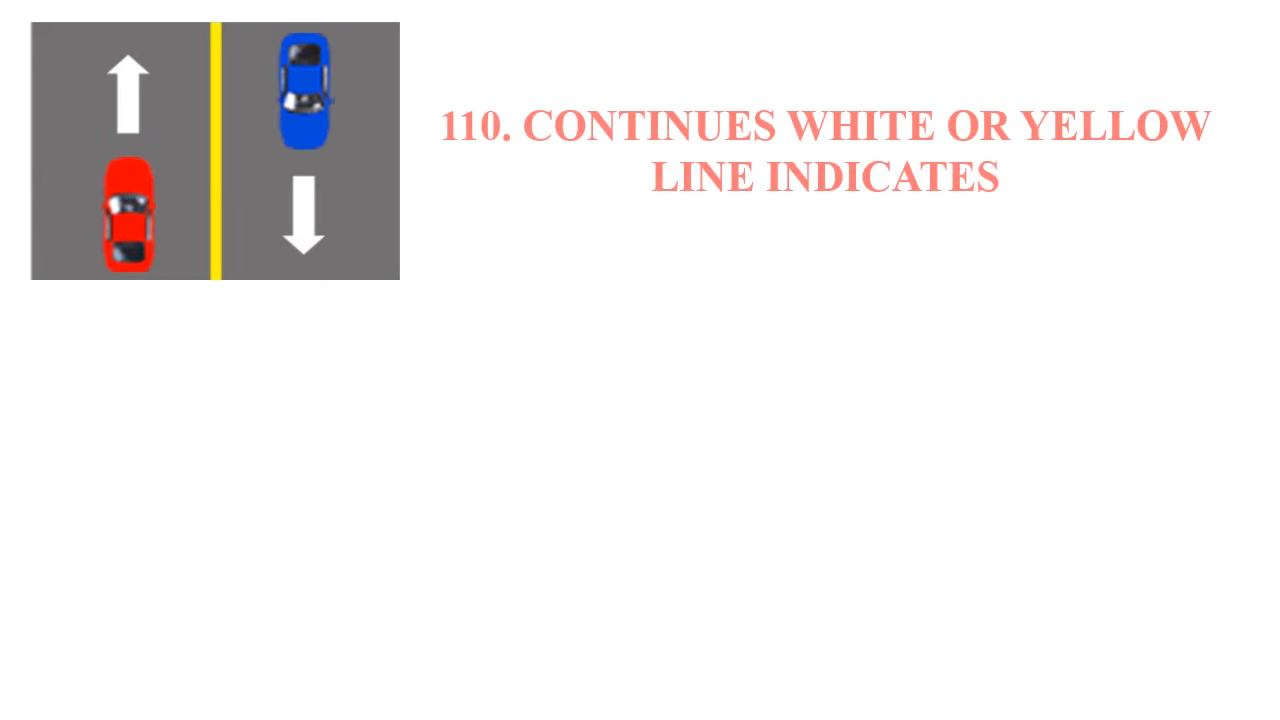 110. CONTINUES WHITE OR YELLOW
LINE INDICATES